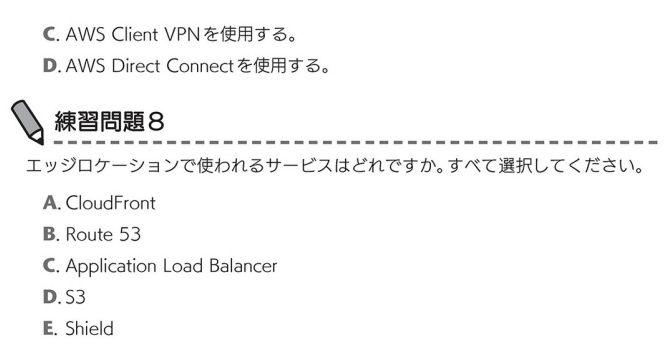 C. AWS Client VPNを使用する。
D. AWS Direct Connectを使用する。
練習問題8
エッジロケーションで使われるサービスはどれですか。すべて選択してください。
A. CloudFront
B. Route 53
C. Application Load Balancer
D. S3
E. Shield